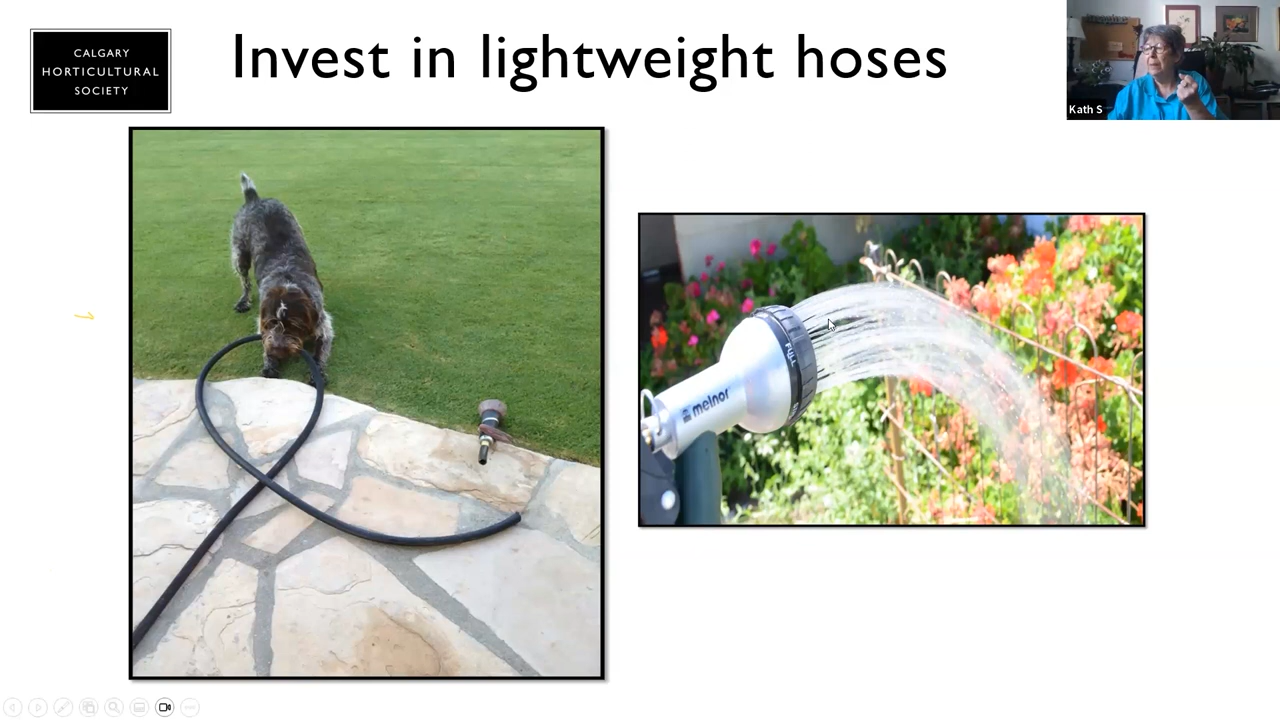 CALGARY
HORTICULTURAL
SOCIETY
Invest in lightweight hoses
Kath S
FULL
melnor